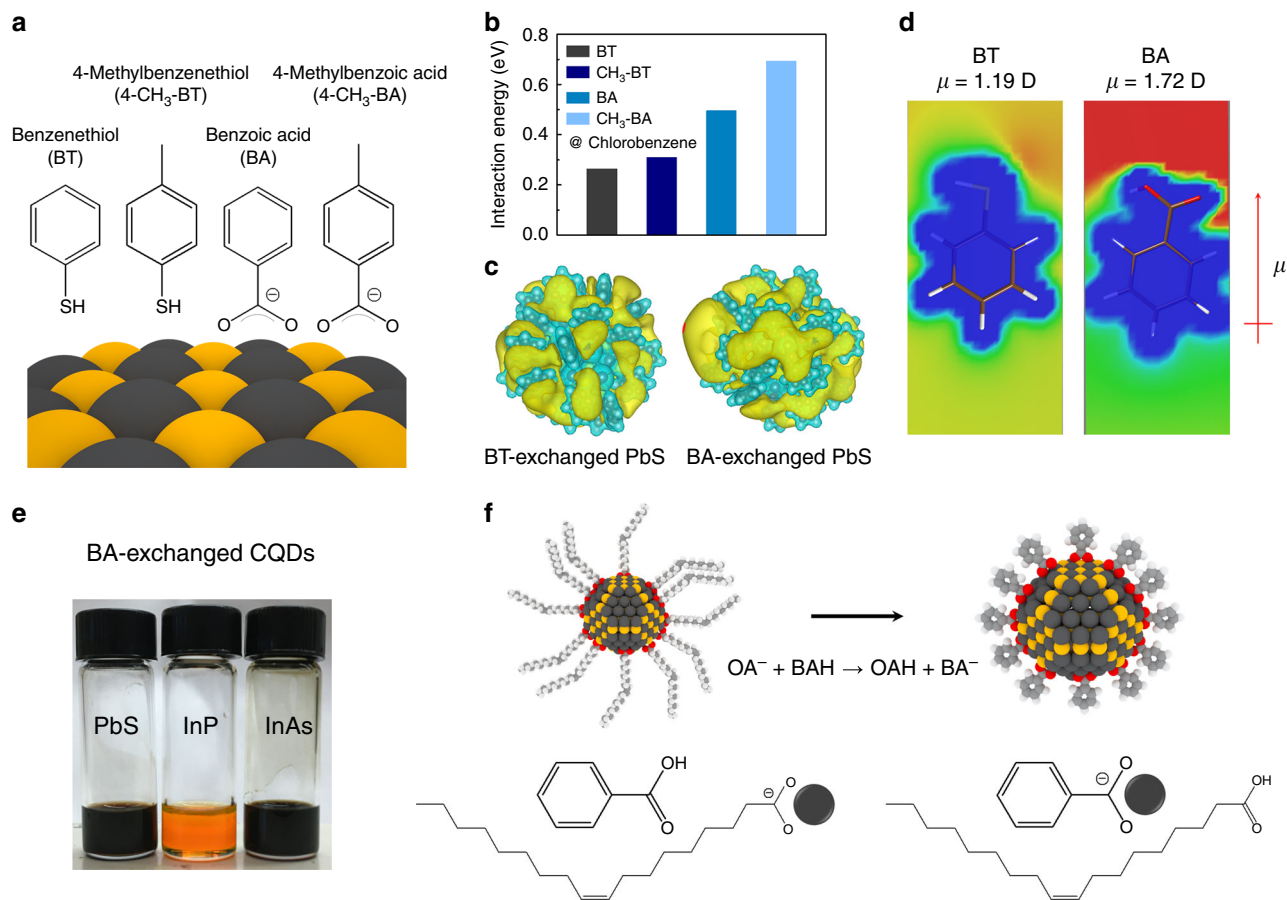 a
4-Methylbenzenethiol
(4-CH₃-BT)
4-Methylbenzoic acid
(4-CH₃-BA)
Benzenethiol
(BT)
Benzoic acid
(BA)
SH
SH
⊖
O
O
⊖
O
O
b
Interaction energy (eV)
0.8
0.6
0.4
0.2
0.0
BT
CH₃-BT
BA
CH₃-BA
@ Chlorobenzene
c
BT-exchanged PbS
BA-exchanged PbS
d
BT
μ = 1.19 D
BA
μ = 1.72 D
μ
e
BA-exchanged CQDs
PbS
InP
InAs
f
OA⁻ + BAH → OAH + BA⁻
OH
O
⊖
O
O
⊖
O
O
OH
O